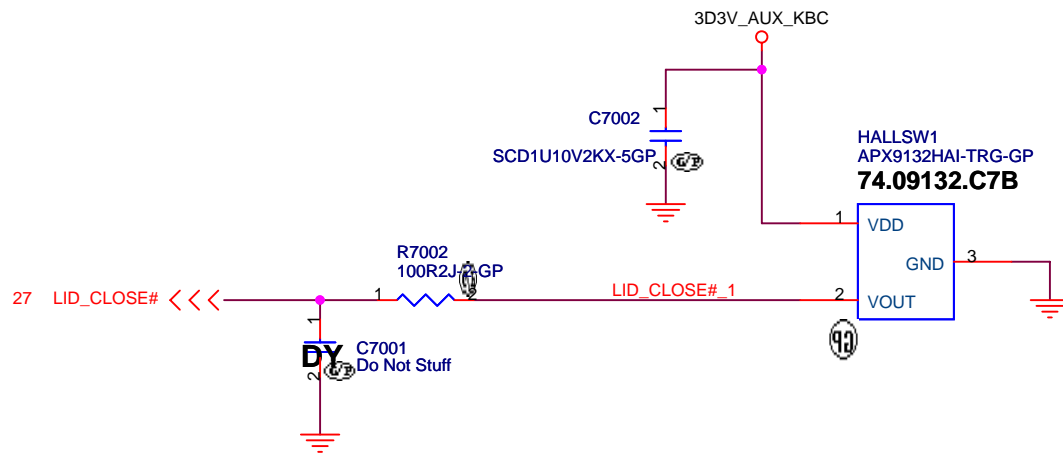 3D3V_AUX_KBC
1
C7002
SCD1U10V2KX-5GP
2
G/P
HALLSW1
APX9132HAI-TRG-GP
74.09132.C7B
1
VDD
GND
3
2
VOUT
GP
R7002
100R2J-2-GP
27 LID_CLOSE#
1
2
LID_CLOSE#_1
1
DY
C7001
Do Not Stuff
2
G/P